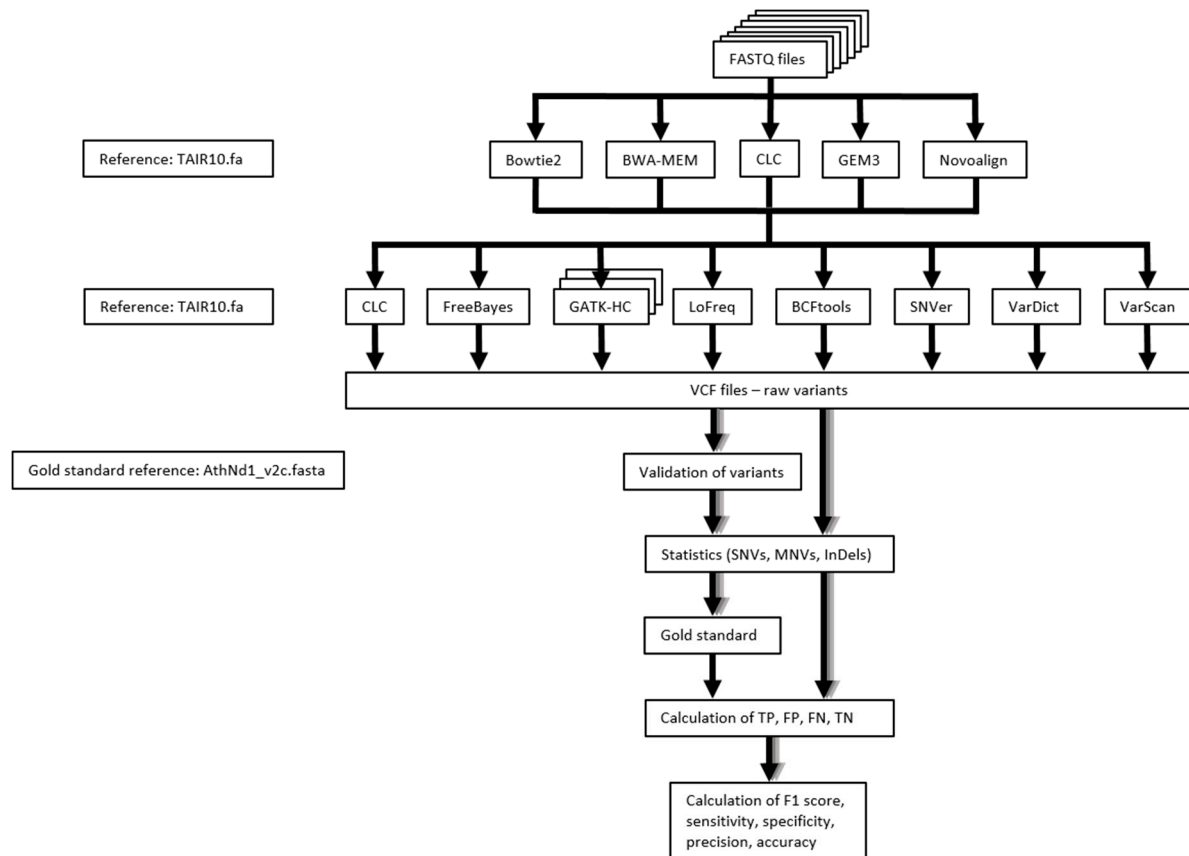 FASTQ files
Reference: TAIR10.fa
Bowtie2
BWA-MEM
CLC
GEM3
Novoalign
Reference: TAIR10.fa
CLC
FreeBayes
GATK-HC
LoFreq
BCFtools
SNVer
VarDict
VarScan
VCF files – raw variants
Gold standard reference: AthNd1_v2c.fasta
Validation of variants
Statistics (SNVs, MNVs, InDels)
Gold standard
Calculation of TP, FP, FN, TN
Calculation of F1 score,
sensitivity, specificity,
precision, accuracy